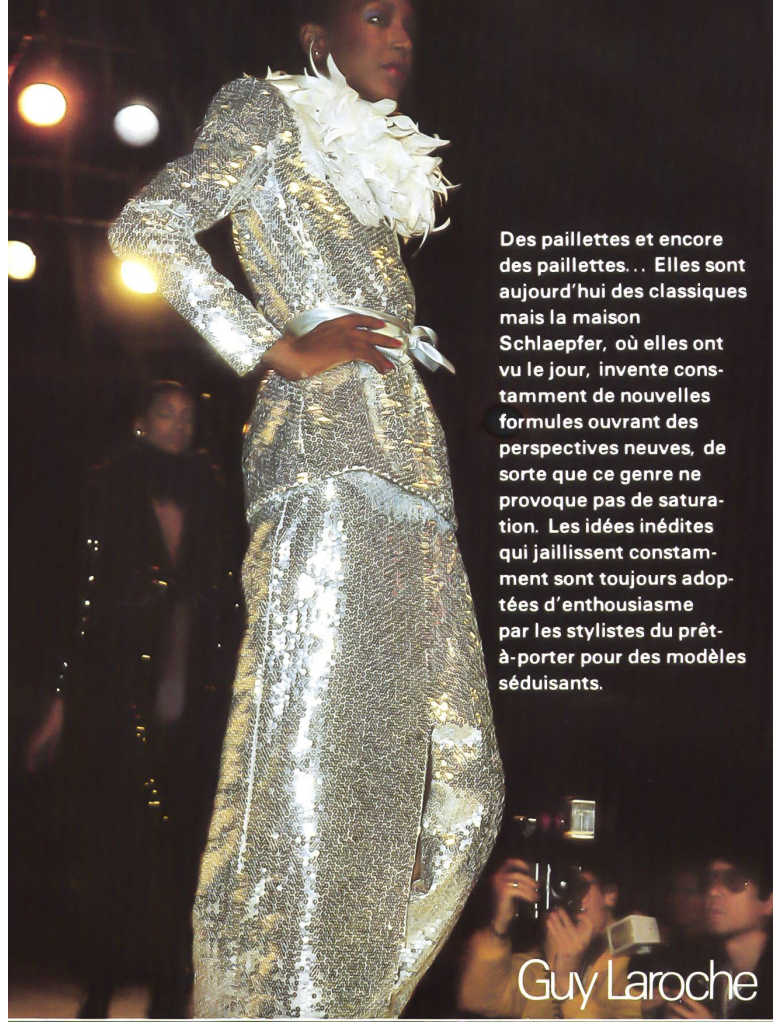 Des paillettes et encore
des paillettes... Elles sont
aujourd'hui des classiques
mais la maison
Schlaepfer, où elles ont
vu le jour, invente cons-
tamment de nouvelles
formules ouvrant des
perspectives neuves, de
sorte que ce genre ne
provoque pas de satura-
tion. Les idées inédites
qui jaillissent constam-
ment sont toujours adop-
tées d'enthousiasme
par les stylistes du prêt-
à-porter pour des modèles
séduisants.
Guy Laroche